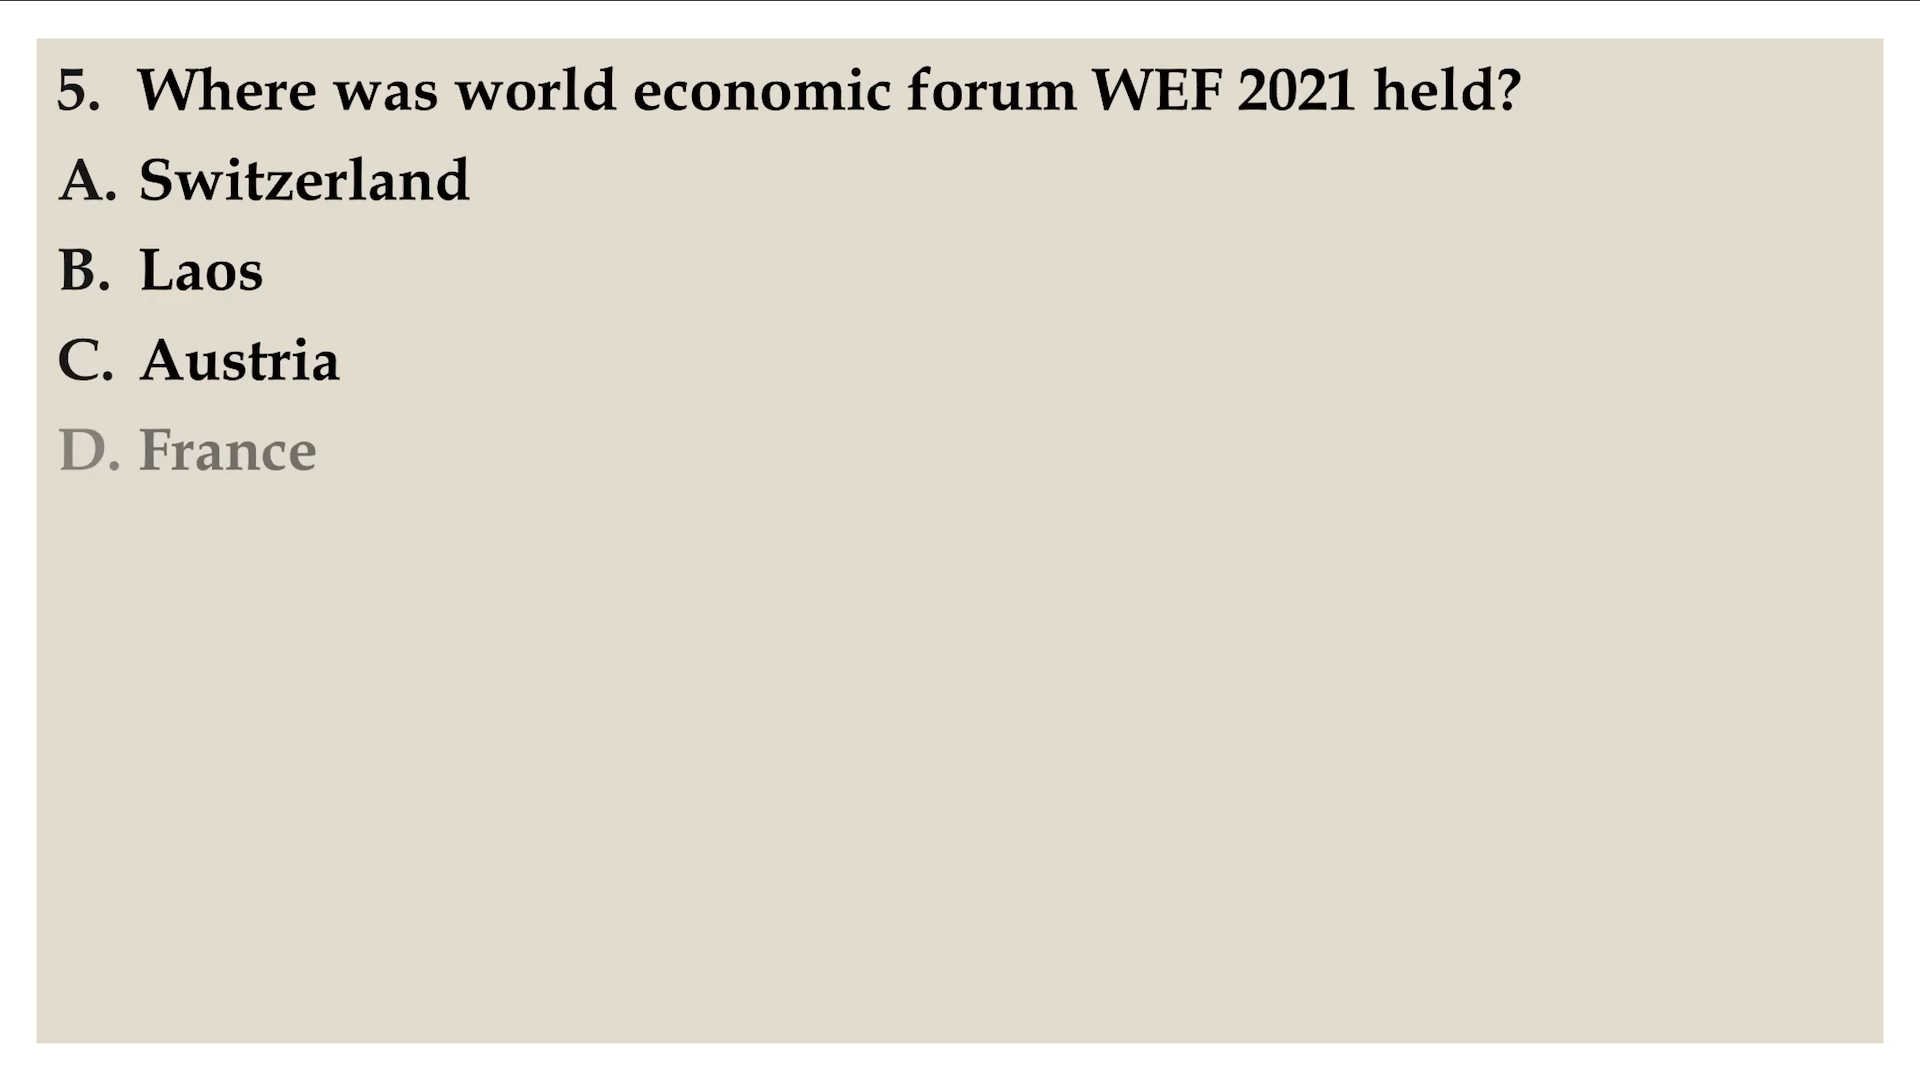 5. Where was world economic forum WEF 2021 held?
A. Switzerland
B. Laos
C. Austria
D. France